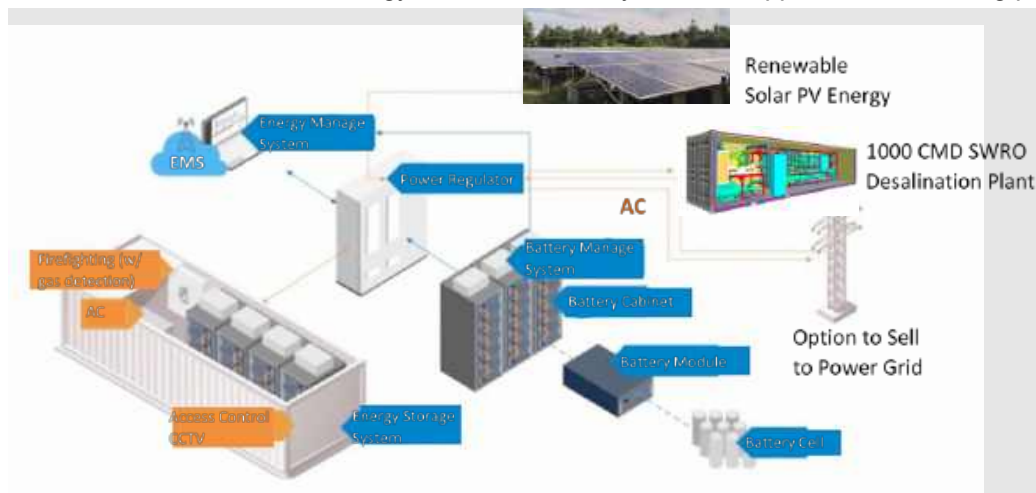 Renewable
Solar PV Energy
Energy Manage
System
EMS
Power Regulator
1000 CMD SWRO
Desalination Plant
AC
Battery Manage
System
Firefighting (w/
gas detection)
Battery Cabinet
AC
Option to Sell
to Power Grid
Battery Module
Access Control
CCTV
Energy Storage
System
Battery Cell